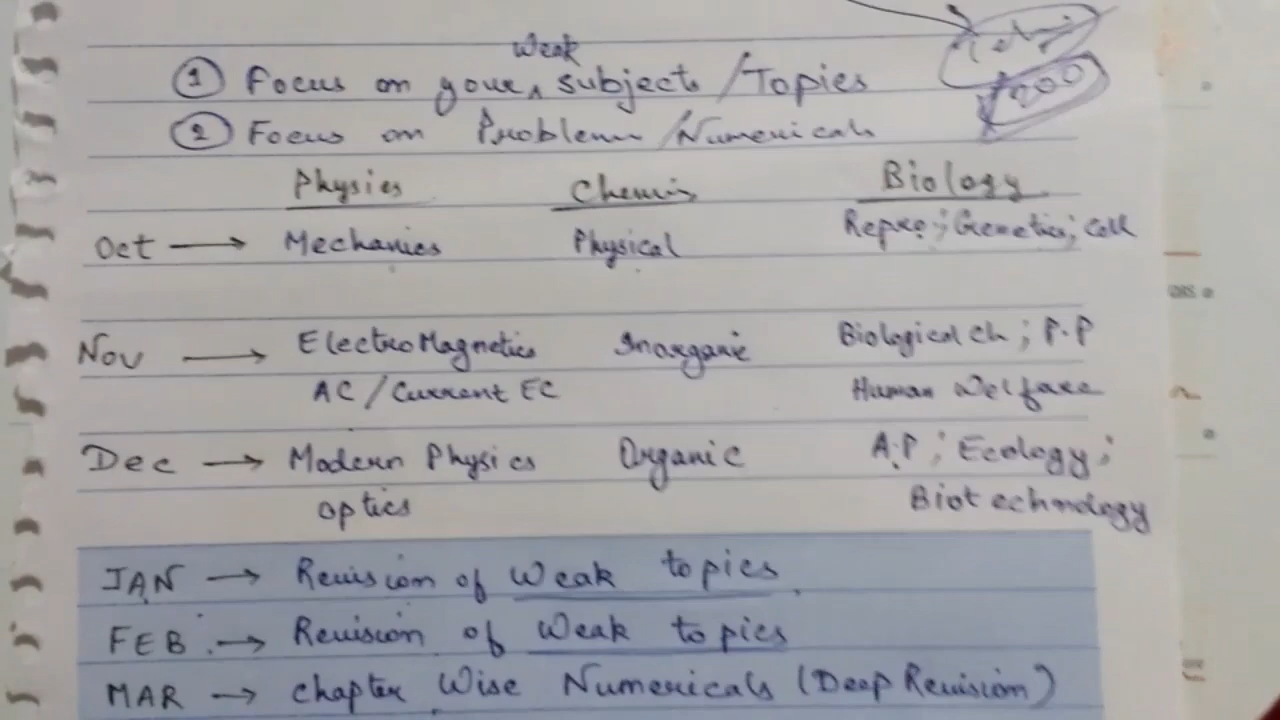 Weak
① Focus on your ^ subjects /Topics
② Focus on Problem /Numericals
Physics Chemis Biology
Oct → Mechanics Physical Repro; Genetics; Cell
Nov → ElectroMagnetics Inorganic Biological Ch; P.P
AC / Current EC Human Welfare
Dec → Modern Physics Organic A.P; Ecology;
optics Biotechnology
JAN → Revision of Weak topics.
FEB. → Revision of Weak topics
MAR → chapter Wise Numericals (Deep Revision)